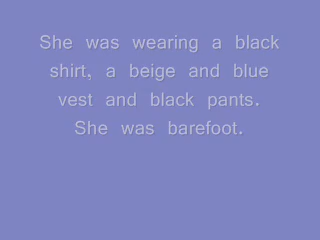 She was wearing a black
shirt, a beige and blue
vest and black pants.
She was barefoot.